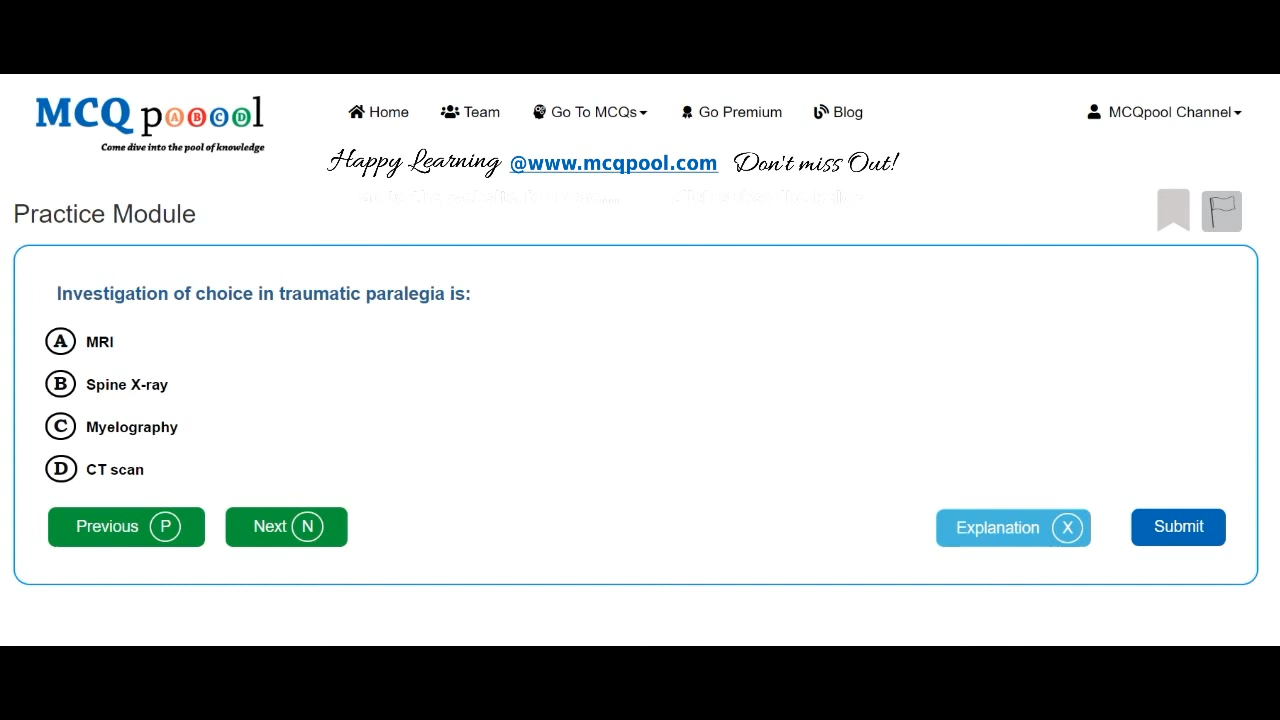 MCQ pooool
Come dive into the pool of knowledge
Home Team Go To MCQs Go Premium Blog MCQpool Channel
Happy Learning @www.mcqpool.com Don't miss Out!
Practice Module
Investigation of choice in traumatic paralegia is:
A MRI
B Spine X-ray
C Myelography
D CT scan
Previous P Next N Explanation X Submit